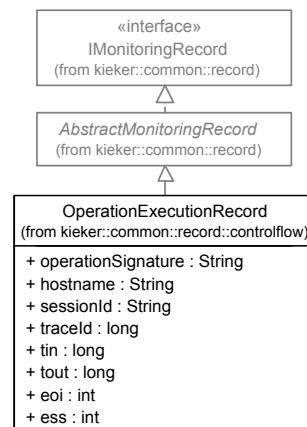 «interface»
IMonitoringRecord
(from kieker::common::record)
AbstractMonitoringRecord
(from kieker::common::record)
OperationExecutionRecord
(from kieker::common::record::controlflow)
+ operationSignature : String
+ hostname : String
+ sessionId : String
+ traceId : long
+ tin : long
+ tout : long
+ eoi : int
+ ess : int